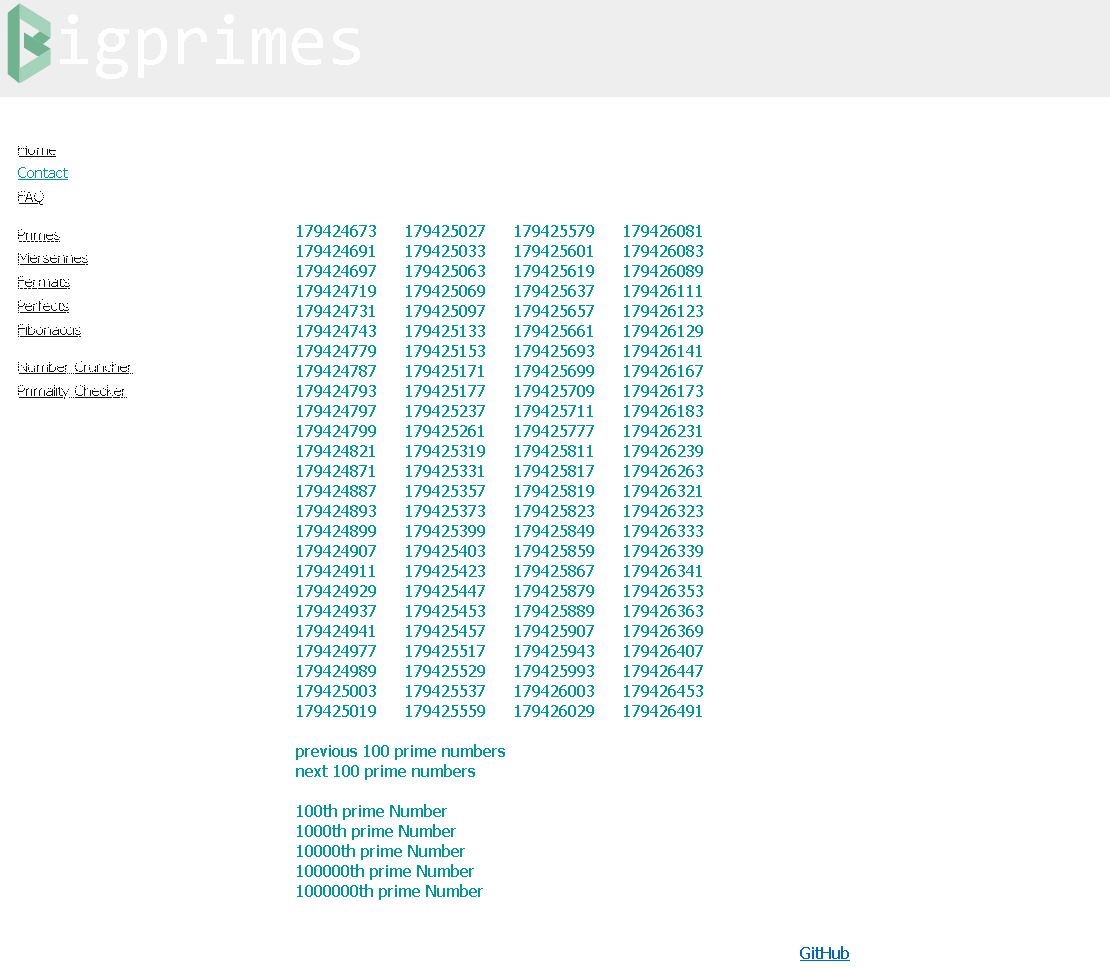 Bigprimes
Home
Contact
FAQ
Primes
Mersennes
Fermats
Perfects
Fibonaccis
Number Cruncher
Primality Checker
179424673 179425027 179425579 179426081
179424691 179425033 179425601 179426083
179424697 179425063 179425619 179426089
179424719 179425069 179425637 179426111
179424731 179425097 179425657 179426123
179424743 179425133 179425661 179426129
179424779 179425153 179425693 179426141
179424787 179425171 179425699 179426167
179424793 179425177 179425709 179426173
179424797 179425237 179425711 179426183
179424799 179425261 179425777 179426231
179424821 179425319 179425811 179426239
179424871 179425331 179425817 179426263
179424887 179425357 179425819 179426321
179424893 179425373 179425823 179426323
179424899 179425399 179425849 179426333
179424907 179425403 179425859 179426339
179424911 179425423 179425867 179426341
179424929 179425447 179425879 179426353
179424937 179425453 179425889 179426363
179424941 179425457 179425907 179426369
179424977 179425517 179425943 179426407
179424989 179425529 179425993 179426447
179425003 179425537 179426003 179426453
179425019 179425559 179426029 179426491
previous 100 prime numbers
next 100 prime numbers
100th prime Number
1000th prime Number
10000th prime Number
100000th prime Number
1000000th prime Number
GitHub